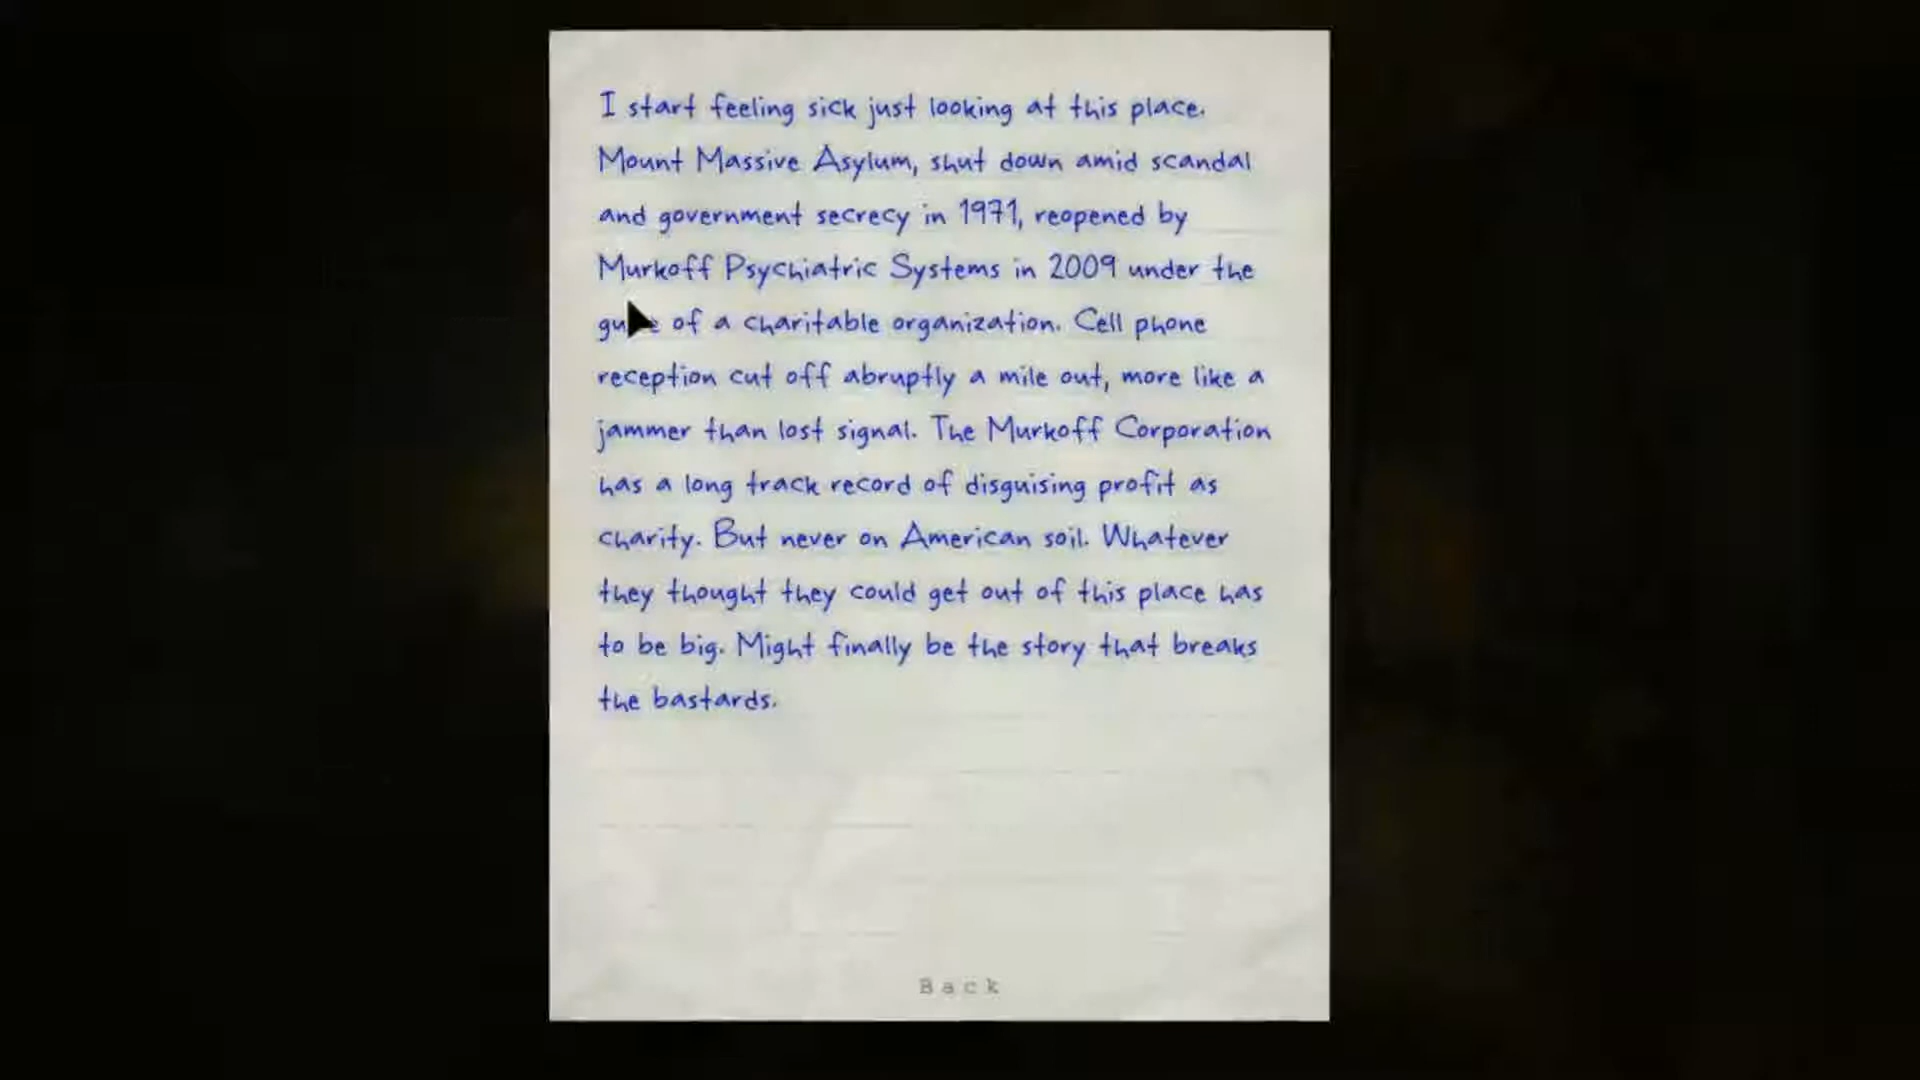 I start feeling sick just looking at this place.
Mount Massive Asylum, shut down amid scandal
and government secrecy in 1971, reopened by
Murkoff Psychiatric Systems in 2009 under the
of a charitable organization. Cell phone
reception cut off abruptly a mile out, more like a
jammer than lost signal. The Murkoff Corporation
has a long track record of disguising profit as
charity. But never on American soil. Whatever
they thought they could get out of this place has
to be big. Might finally be the story that breaks
the bastards.
Back